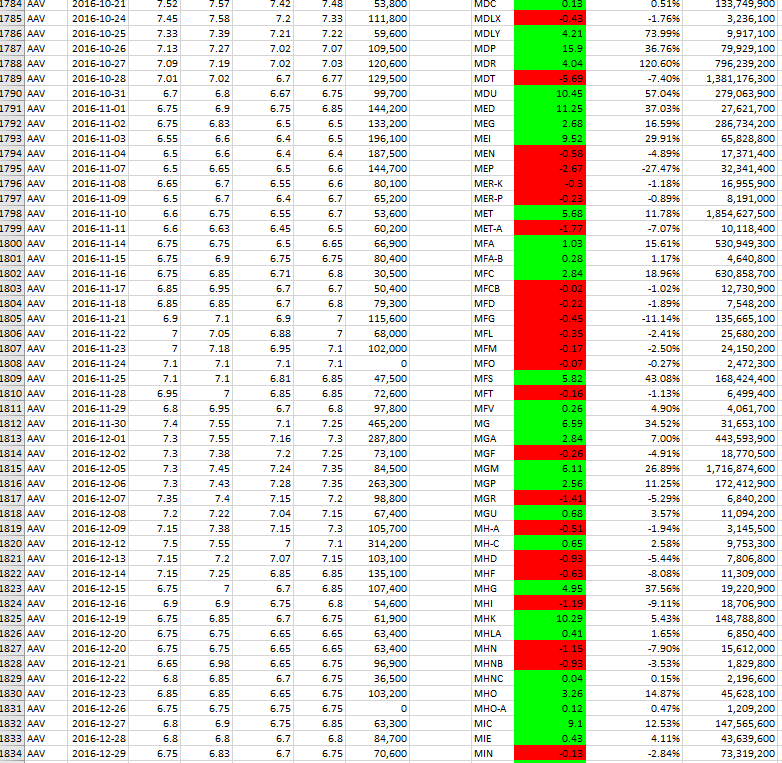 1784 AAV 2016-10-21 7.52 7.57 7.42 7.48 53,800 MDC 0.13 0.51% 133,749,900
1785 AAV 2016-10-24 7.45 7.58 7.2 7.33 111,800 MDLX -0.43 -1.76% 3,236,100
1786 AAV 2016-10-25 7.33 7.39 7.21 7.22 59,600 MDLY 4.21 73.99% 9,917,100
1787 AAV 2016-10-26 7.13 7.27 7.02 7.07 109,500 MDP 15.9 36.76% 79,929,100
1788 AAV 2016-10-27 7.09 7.19 7.02 7.03 120,600 MDR 4.04 120.60% 796,239,200
1789 AAV 2016-10-28 7.01 7.02 6.7 6.77 129,500 MDT -5.69 -7.40% 1,381,176,300
1790 AAV 2016-10-31 6.7 6.8 6.67 6.75 99,700 MDU 10.45 57.04% 279,063,900
1791 AAV 2016-11-01 6.75 6.9 6.75 6.85 144,200 MED 11.25 37.03% 27,621,700
1792 AAV 2016-11-02 6.75 6.83 6.5 6.5 133,200 MEG 2.68 16.59% 286,734,200
1793 AAV 2016-11-03 6.55 6.6 6.4 6.5 196,100 MEI 9.52 29.91% 65,828,800
1794 AAV 2016-11-04 6.5 6.6 6.4 6.4 187,500 MEN -0.58 -4.89% 17,371,400
1795 AAV 2016-11-07 6.5 6.65 6.5 6.6 144,700 MEP -2.67 -27.47% 32,341,400
1796 AAV 2016-11-08 6.65 6.7 6.55 6.6 80,100 MER-K -0.3 -1.18% 16,955,900
1797 AAV 2016-11-09 6.5 6.7 6.4 6.7 65,200 MER-P -0.23 -0.89% 8,191,000
1798 AAV 2016-11-10 6.6 6.75 6.55 6.7 53,600 MET 5.68 11.78% 1,854,627,500
1799 AAV 2016-11-11 6.6 6.63 6.45 6.5 60,200 MET-A -1.77 -7.07% 10,118,400
1800 AAV 2016-11-14 6.75 6.75 6.5 6.65 66,900 MFA 1.03 15.61% 530,949,300
1801 AAV 2016-11-15 6.75 6.9 6.75 6.75 80,400 MFA-B 0.28 1.17% 4,640,800
1802 AAV 2016-11-16 6.75 6.85 6.71 6.8 30,500 MFC 2.84 18.96% 630,858,700
1803 AAV 2016-11-17 6.85 6.95 6.7 6.7 50,400 MFCB -0.02 -1.02% 12,730,900
1804 AAV 2016-11-18 6.85 6.85 6.7 6.8 79,300 MFD -0.22 -1.89% 7,548,200
1805 AAV 2016-11-21 6.9 7.1 6.9 7 115,600 MFG -0.45 -11.14% 135,665,100
1806 AAV 2016-11-22 7 7.05 6.88 7 68,000 MFL -0.35 -2.41% 25,680,200
1807 AAV 2016-11-23 7 7.18 6.95 7.1 102,000 MFM -0.17 -2.50% 24,150,200
1808 AAV 2016-11-24 7.1 7.1 7.1 7.1 0 MFO -0.07 -0.27% 2,472,300
1809 AAV 2016-11-25 7.1 7.1 6.81 6.85 47,500 MFS 5.82 43.08% 168,424,400
1810 AAV 2016-11-28 6.95 7 6.85 6.85 72,600 MFT -0.16 -1.13% 6,499,400
1811 AAV 2016-11-29 6.8 6.95 6.7 6.8 97,800 MFV 0.26 4.90% 4,061,700
1812 AAV 2016-11-30 7.4 7.55 7.1 7.25 465,200 MG 6.59 34.52% 31,653,100
1813 AAV 2016-12-01 7.3 7.55 7.16 7.3 287,800 MGA 2.84 7.00% 443,593,900
1814 AAV 2016-12-02 7.3 7.38 7.2 7.25 73,100 MGF -0.26 -4.91% 18,770,500
1815 AAV 2016-12-05 7.3 7.45 7.24 7.35 84,500 MGM 6.11 26.89% 1,716,874,600
1816 AAV 2016-12-06 7.3 7.43 7.28 7.35 263,300 MGP 2.56 11.25% 172,412,900
1817 AAV 2016-12-07 7.35 7.4 7.15 7.2 98,800 MGR -1.41 -5.29% 6,840,200
1818 AAV 2016-12-08 7.2 7.22 7.04 7.15 67,400 MGU 0.68 3.57% 11,094,200
1819 AAV 2016-12-09 7.15 7.38 7.15 7.3 105,700 MH-A -0.51 -1.94% 3,145,500
1820 AAV 2016-12-12 7.5 7.55 7 7.1 314,200 MH-C 0.65 2.58% 9,753,300
1821 AAV 2016-12-13 7.15 7.2 7.07 7.15 103,100 MHD -0.93 -5.44% 7,806,800
1822 AAV 2016-12-14 7.15 7.25 6.85 6.85 135,100 MHF -0.63 -8.08% 11,309,000
1823 AAV 2016-12-15 6.75 7 6.7 6.85 107,400 MHG 4.95 37.56% 19,220,900
1824 AAV 2016-12-16 6.9 6.9 6.75 6.8 54,600 MHI -1.19 -9.11% 18,706,900
1825 AAV 2016-12-19 6.75 6.85 6.7 6.75 61,900 MHK 10.29 5.43% 148,788,800
1826 AAV 2016-12-20 6.75 6.75 6.65 6.65 63,400 MHLA 0.41 1.65% 6,850,400
1827 AAV 2016-12-20 6.75 6.75 6.65 6.65 63,400 MHN -1.15 -7.90% 15,612,000
1828 AAV 2016-12-21 6.65 6.98 6.65 6.75 96,900 MHNB -0.93 -3.53% 1,829,800
1829 AAV 2016-12-22 6.8 6.85 6.7 6.75 36,500 MHNC 0.04 0.15% 2,196,600
1830 AAV 2016-12-23 6.85 6.85 6.65 6.75 103,200 MHO 3.26 14.87% 45,628,100
1831 AAV 2016-12-26 6.75 6.75 6.75 6.75 0 MHO-A 0.12 0.47% 1,209,200
1832 AAV 2016-12-27 6.8 6.9 6.75 6.85 63,300 MIC 9.1 12.53% 147,565,600
1833 AAV 2016-12-28 6.8 6.8 6.7 6.8 84,700 MIE 0.43 4.11% 43,639,600
1834 AAV 2016-12-29 6.75 6.83 6.7 6.75 70,600 MIN -0.13 -2.84% 73,319,200